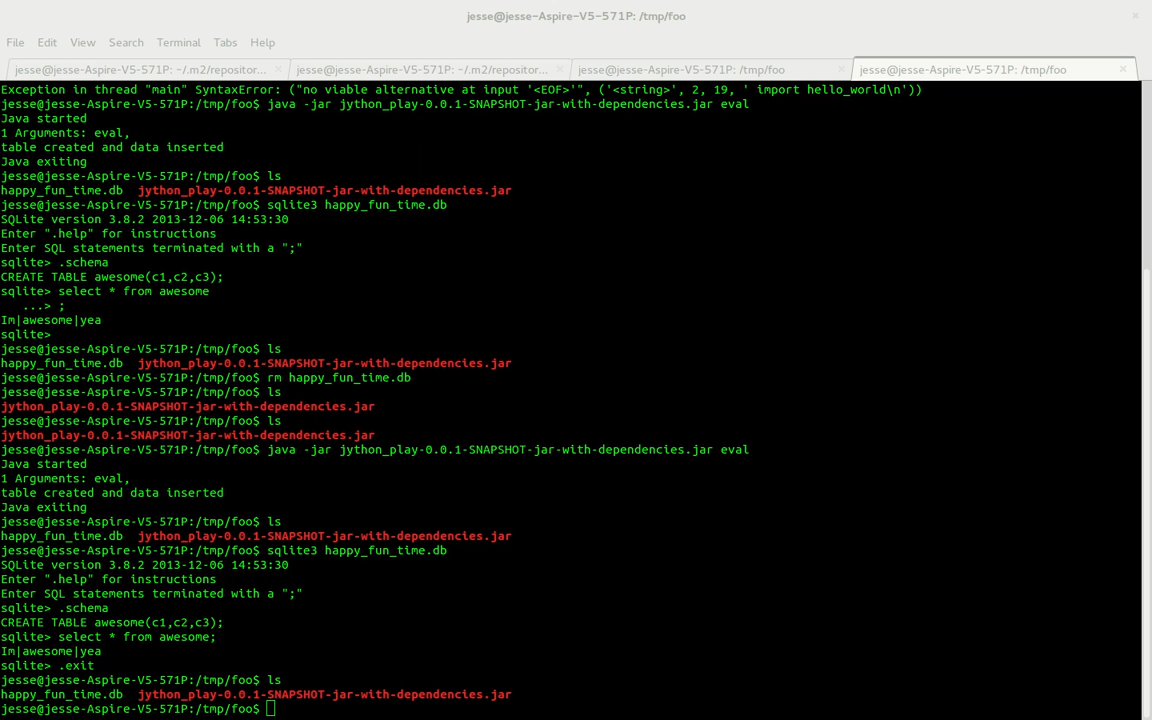 jesse@jesse-Aspire-V5-571P: /tmp/foo
File Edit View Search Terminal Tabs Help
jesse@jesse-Aspire-V5-571P: ~/.m2/repositor... jesse@jesse-Aspire-V5-571P: ~/.m2/repositor... jesse@jesse-Aspire-V5-571P: /tmp/foo jesse@jesse-Aspire-V5-571P: /tmp/foo
Exception in thread "main" SyntaxError: ("no viable alternative at input '<EOF>'", ('<string>', 2, 19, ' import hello_world\n'))
jesse@jesse-Aspire-V5-571P:/tmp/foo$ java -jar jython_play-0.0.1-SNAPSHOT-jar-with-dependencies.jar eval
Java started
1 Arguments: eval,
table created and data inserted
Java exiting
jesse@jesse-Aspire-V5-571P:/tmp/foo$ ls
happy_fun_time.db  jython_play-0.0.1-SNAPSHOT-jar-with-dependencies.jar
jesse@jesse-Aspire-V5-571P:/tmp/foo$ sqlite3 happy_fun_time.db
SQLite version 3.8.2 2013-12-06 14:53:30
Enter ".help" for instructions
Enter SQL statements terminated with a ";"
sqlite> .schema
CREATE TABLE awesome(c1,c2,c3);
sqlite> select * from awesome
   ...> ;
Im|awesome|yea
sqlite>
jesse@jesse-Aspire-V5-571P:/tmp/foo$ ls
happy_fun_time.db  jython_play-0.0.1-SNAPSHOT-jar-with-dependencies.jar
jesse@jesse-Aspire-V5-571P:/tmp/foo$ rm happy_fun_time.db
jesse@jesse-Aspire-V5-571P:/tmp/foo$ ls
jython_play-0.0.1-SNAPSHOT-jar-with-dependencies.jar
jesse@jesse-Aspire-V5-571P:/tmp/foo$ ls
jython_play-0.0.1-SNAPSHOT-jar-with-dependencies.jar
jesse@jesse-Aspire-V5-571P:/tmp/foo$ java -jar jython_play-0.0.1-SNAPSHOT-jar-with-dependencies.jar eval
Java started
1 Arguments: eval,
table created and data inserted
Java exiting
jesse@jesse-Aspire-V5-571P:/tmp/foo$ ls
happy_fun_time.db  jython_play-0.0.1-SNAPSHOT-jar-with-dependencies.jar
jesse@jesse-Aspire-V5-571P:/tmp/foo$ sqlite3 happy_fun_time.db
SQLite version 3.8.2 2013-12-06 14:53:30
Enter ".help" for instructions
Enter SQL statements terminated with a ";"
sqlite> .schema
CREATE TABLE awesome(c1,c2,c3);
sqlite> select * from awesome;
Im|awesome|yea
sqlite> .exit
jesse@jesse-Aspire-V5-571P:/tmp/foo$ ls
happy_fun_time.db  jython_play-0.0.1-SNAPSHOT-jar-with-dependencies.jar
jesse@jesse-Aspire-V5-571P:/tmp/foo$